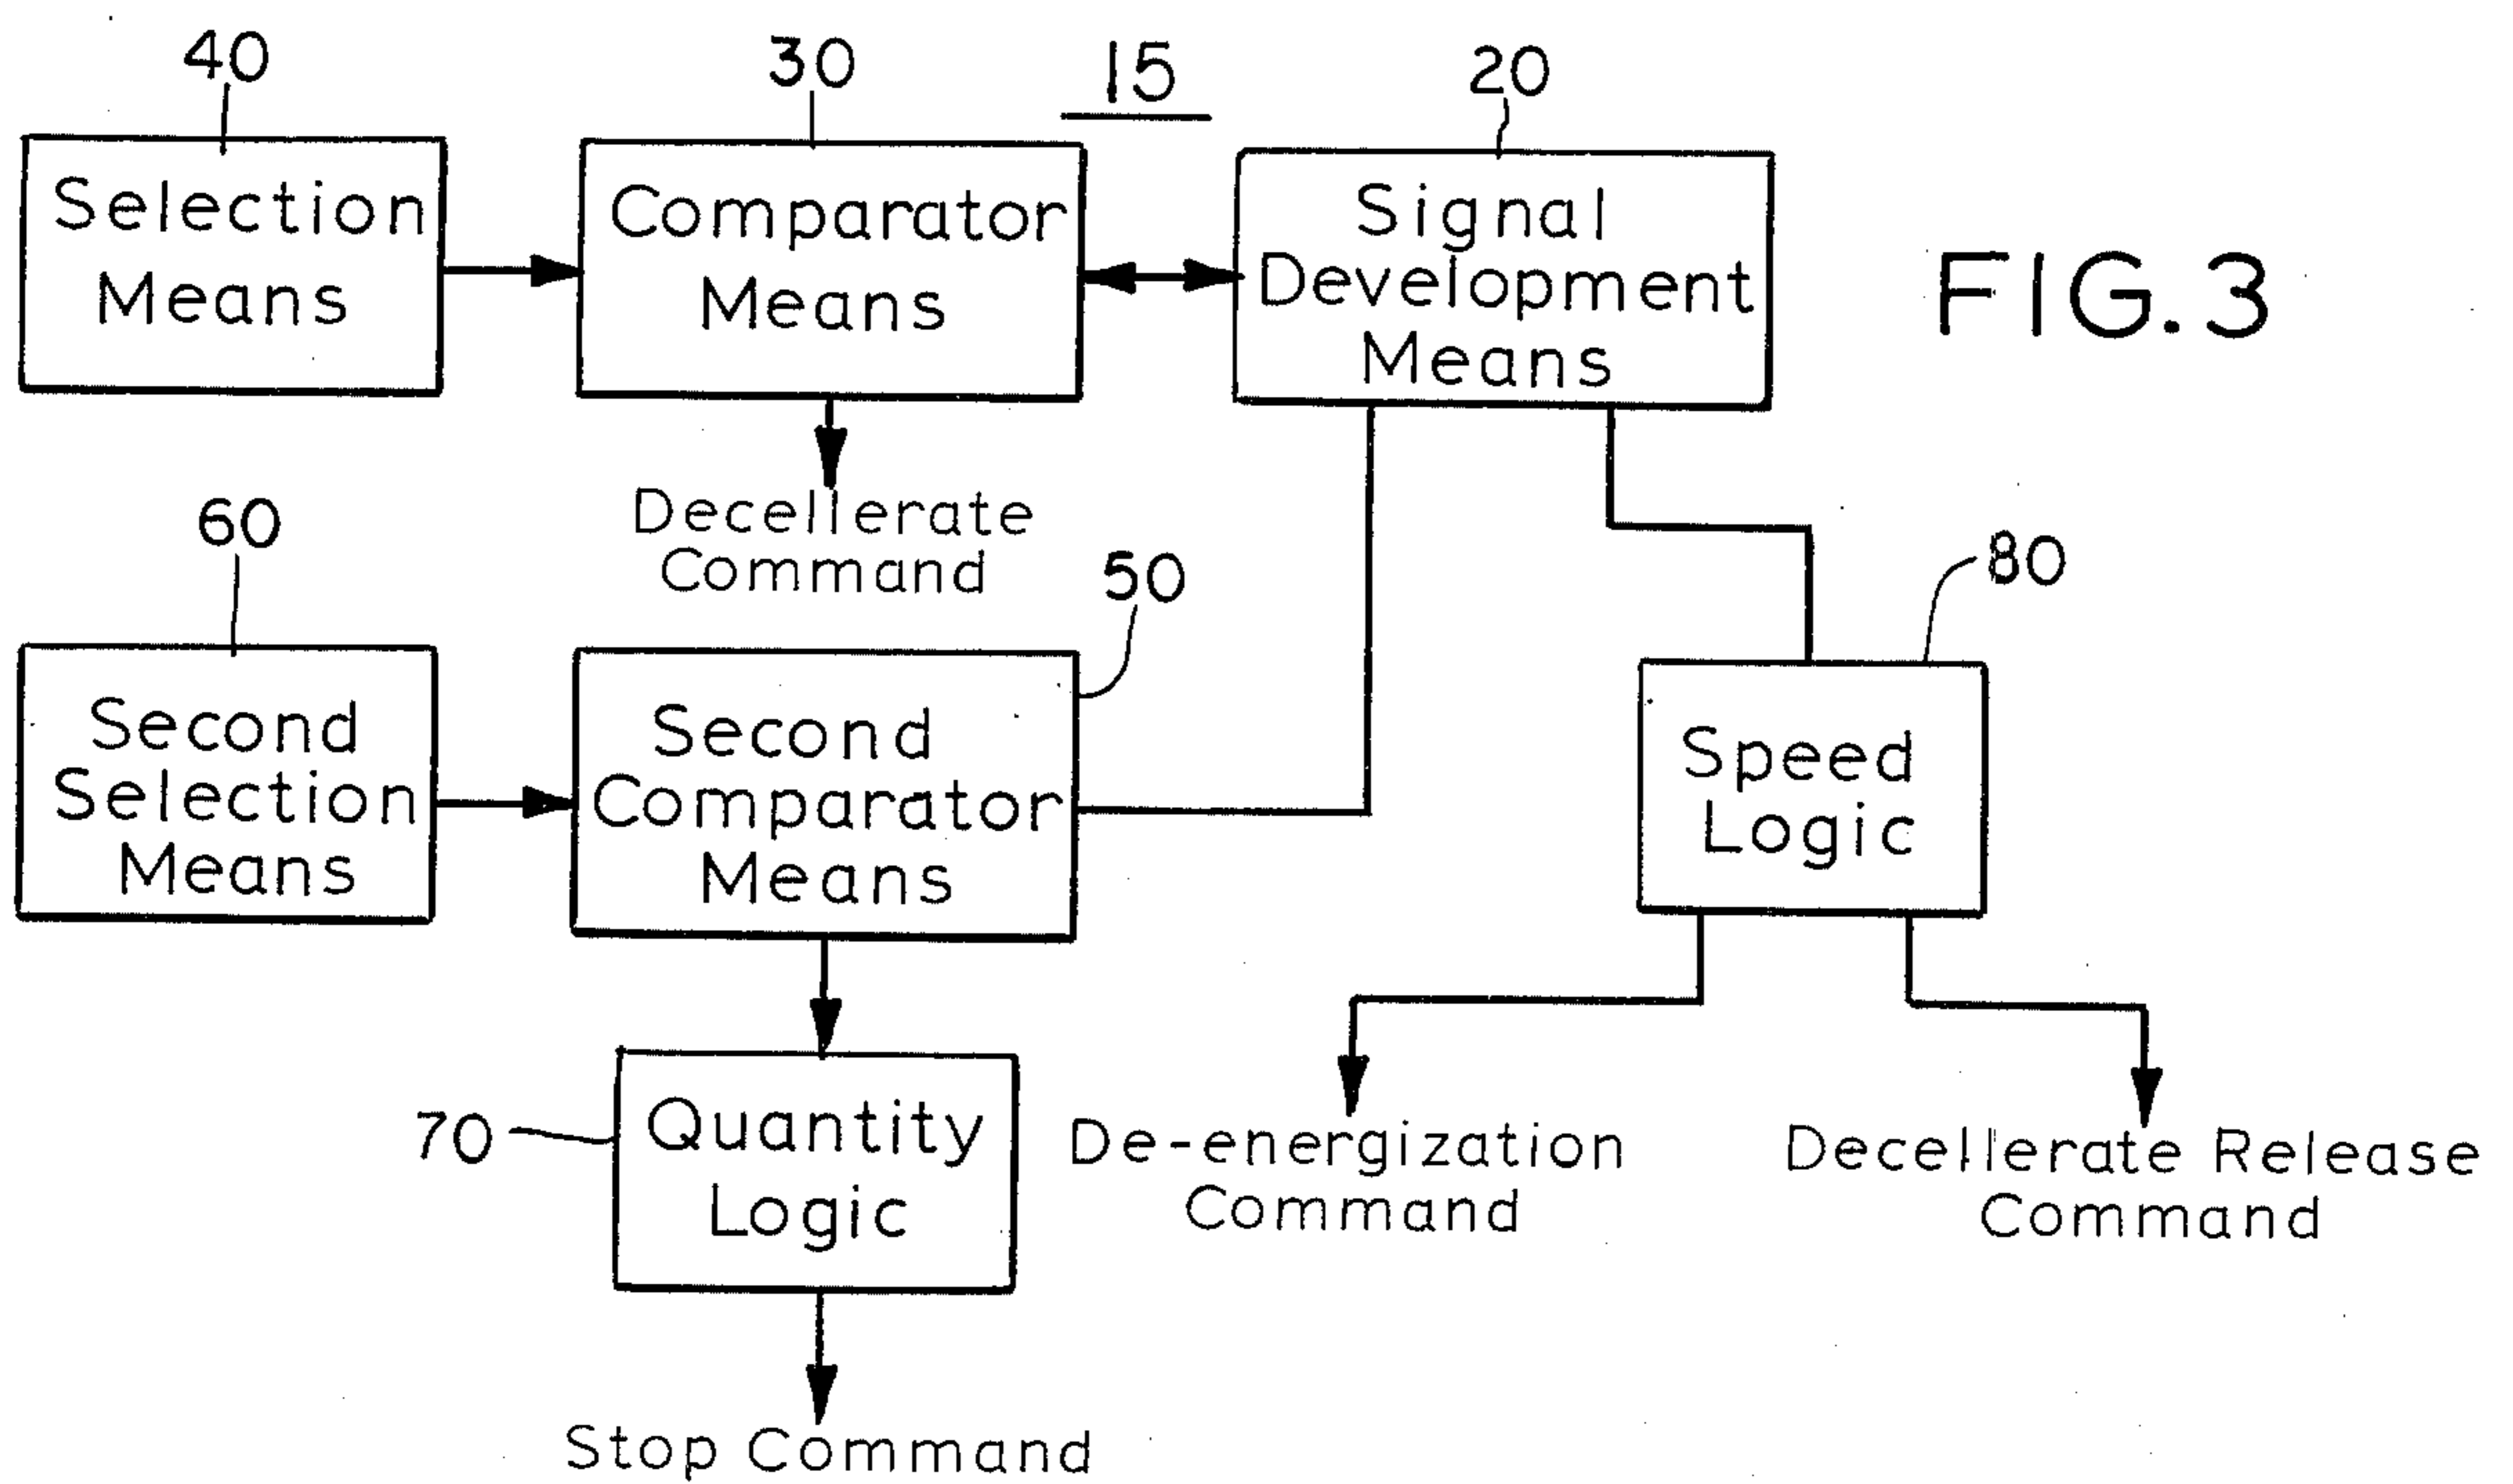 40
30
15
20
Selection
Means
Comparator
Means
Signal
Development
Means
FIG.3
Decellerate
Command
60
50
80
Second
Selection
Means
Second
Comparator
Means
Speed
Logic
70
Quantity
Logic
De-energization
Command
Decellerate Release
Command
Stop Command